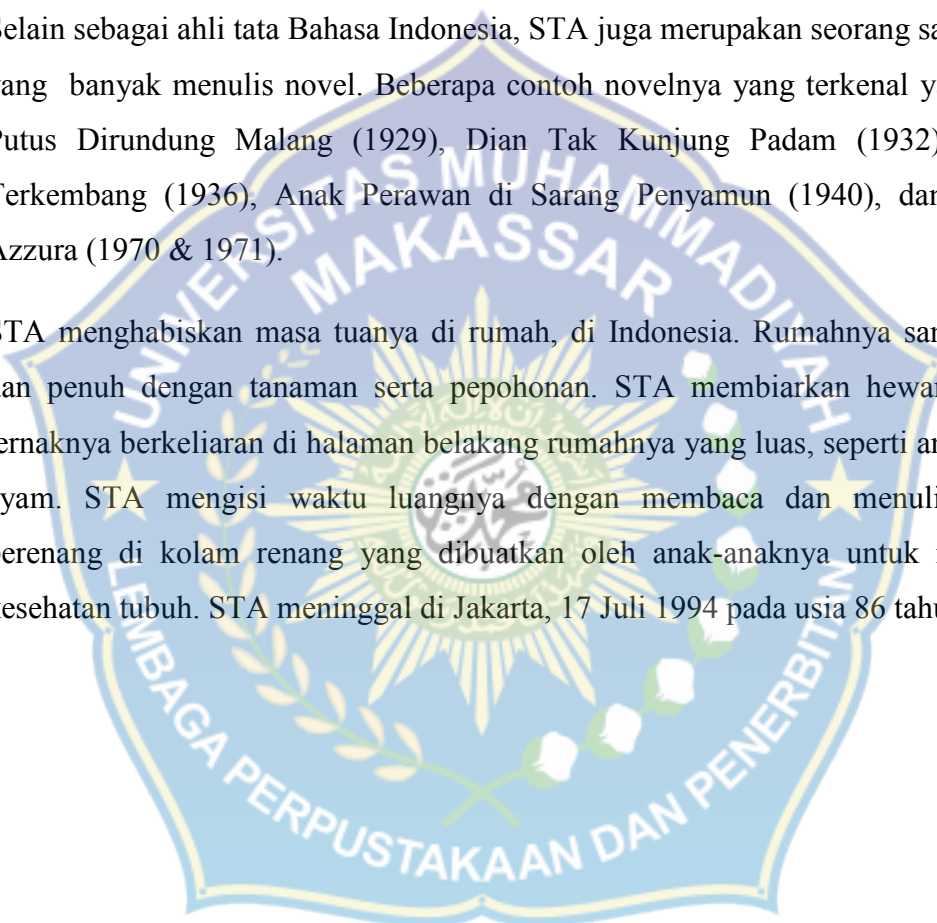 Selain sebagai ahli tata Bahasa Indonesia, STA juga merupakan seorang sa
yang banyak menulis novel. Beberapa contoh novelnya yang terkenal y
Putus Dirundung Malang (1929), Dian Tak Kunjung Padam (1932)
Terkembang (1936), Anak Perawan di Sarang Penyamun (1940), dan
Azzura (1970 & 1971).
STA menghabiskan masa tuanya di rumah, di Indonesia. Rumahnya san
dan penuh dengan tanaman serta pepohonan. STA membiarkan hewan
ternaknya berkeliaran di halaman belakang rumahnya yang luas, seperti an
ayam. STA mengisi waktu luangnya dengan membaca dan menuli
berenang di kolam renang yang dibuatkan oleh anak-anaknya untuk
kesehatan tubuh. STA meninggal di Jakarta, 17 Juli 1994 pada usia 86 tahu
UNIVERSITAS MUHAMMADIYAH
MAKASSAR
LEMBAGA PERPUSTAKAAN DAN PENERBITAN